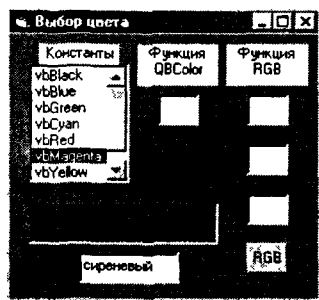 Выбор цвета
Константы
Функция
QBColor
Функция
RGB
vbBlack
vbBlue
vbGreen
vbCyan
vbRed
vbMagenta
vbYellow
сиреневый
RGB